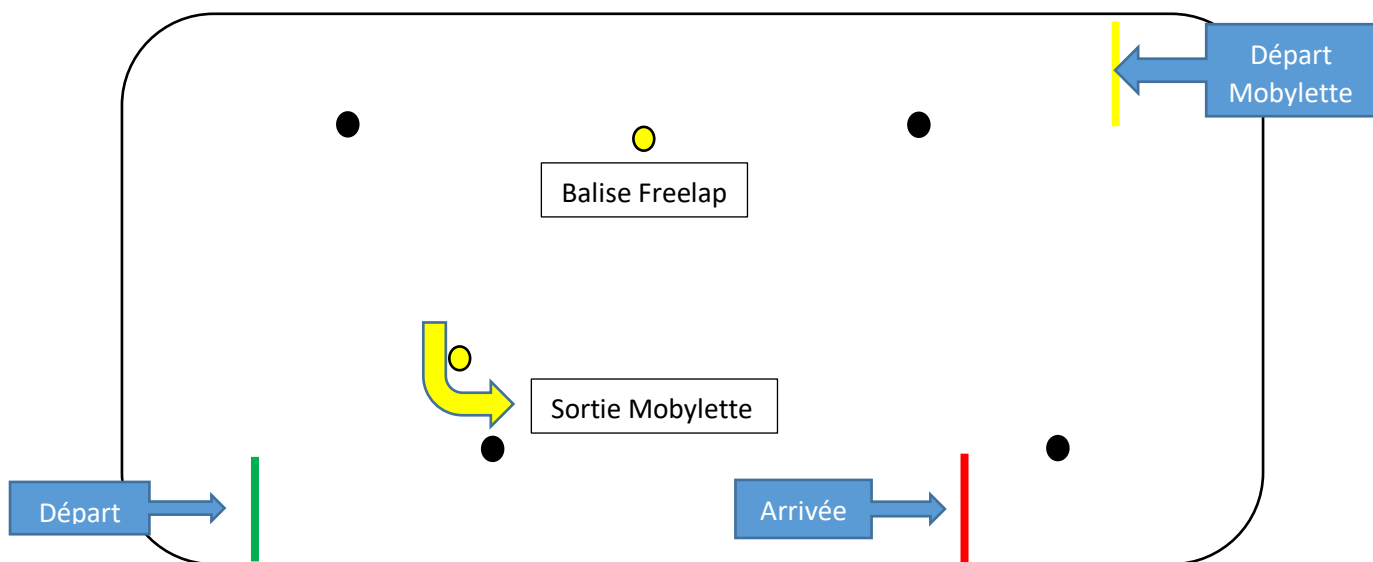 Départ
Mobylette
Balise Freelap
Sortie Mobylette
Départ
Arrivée